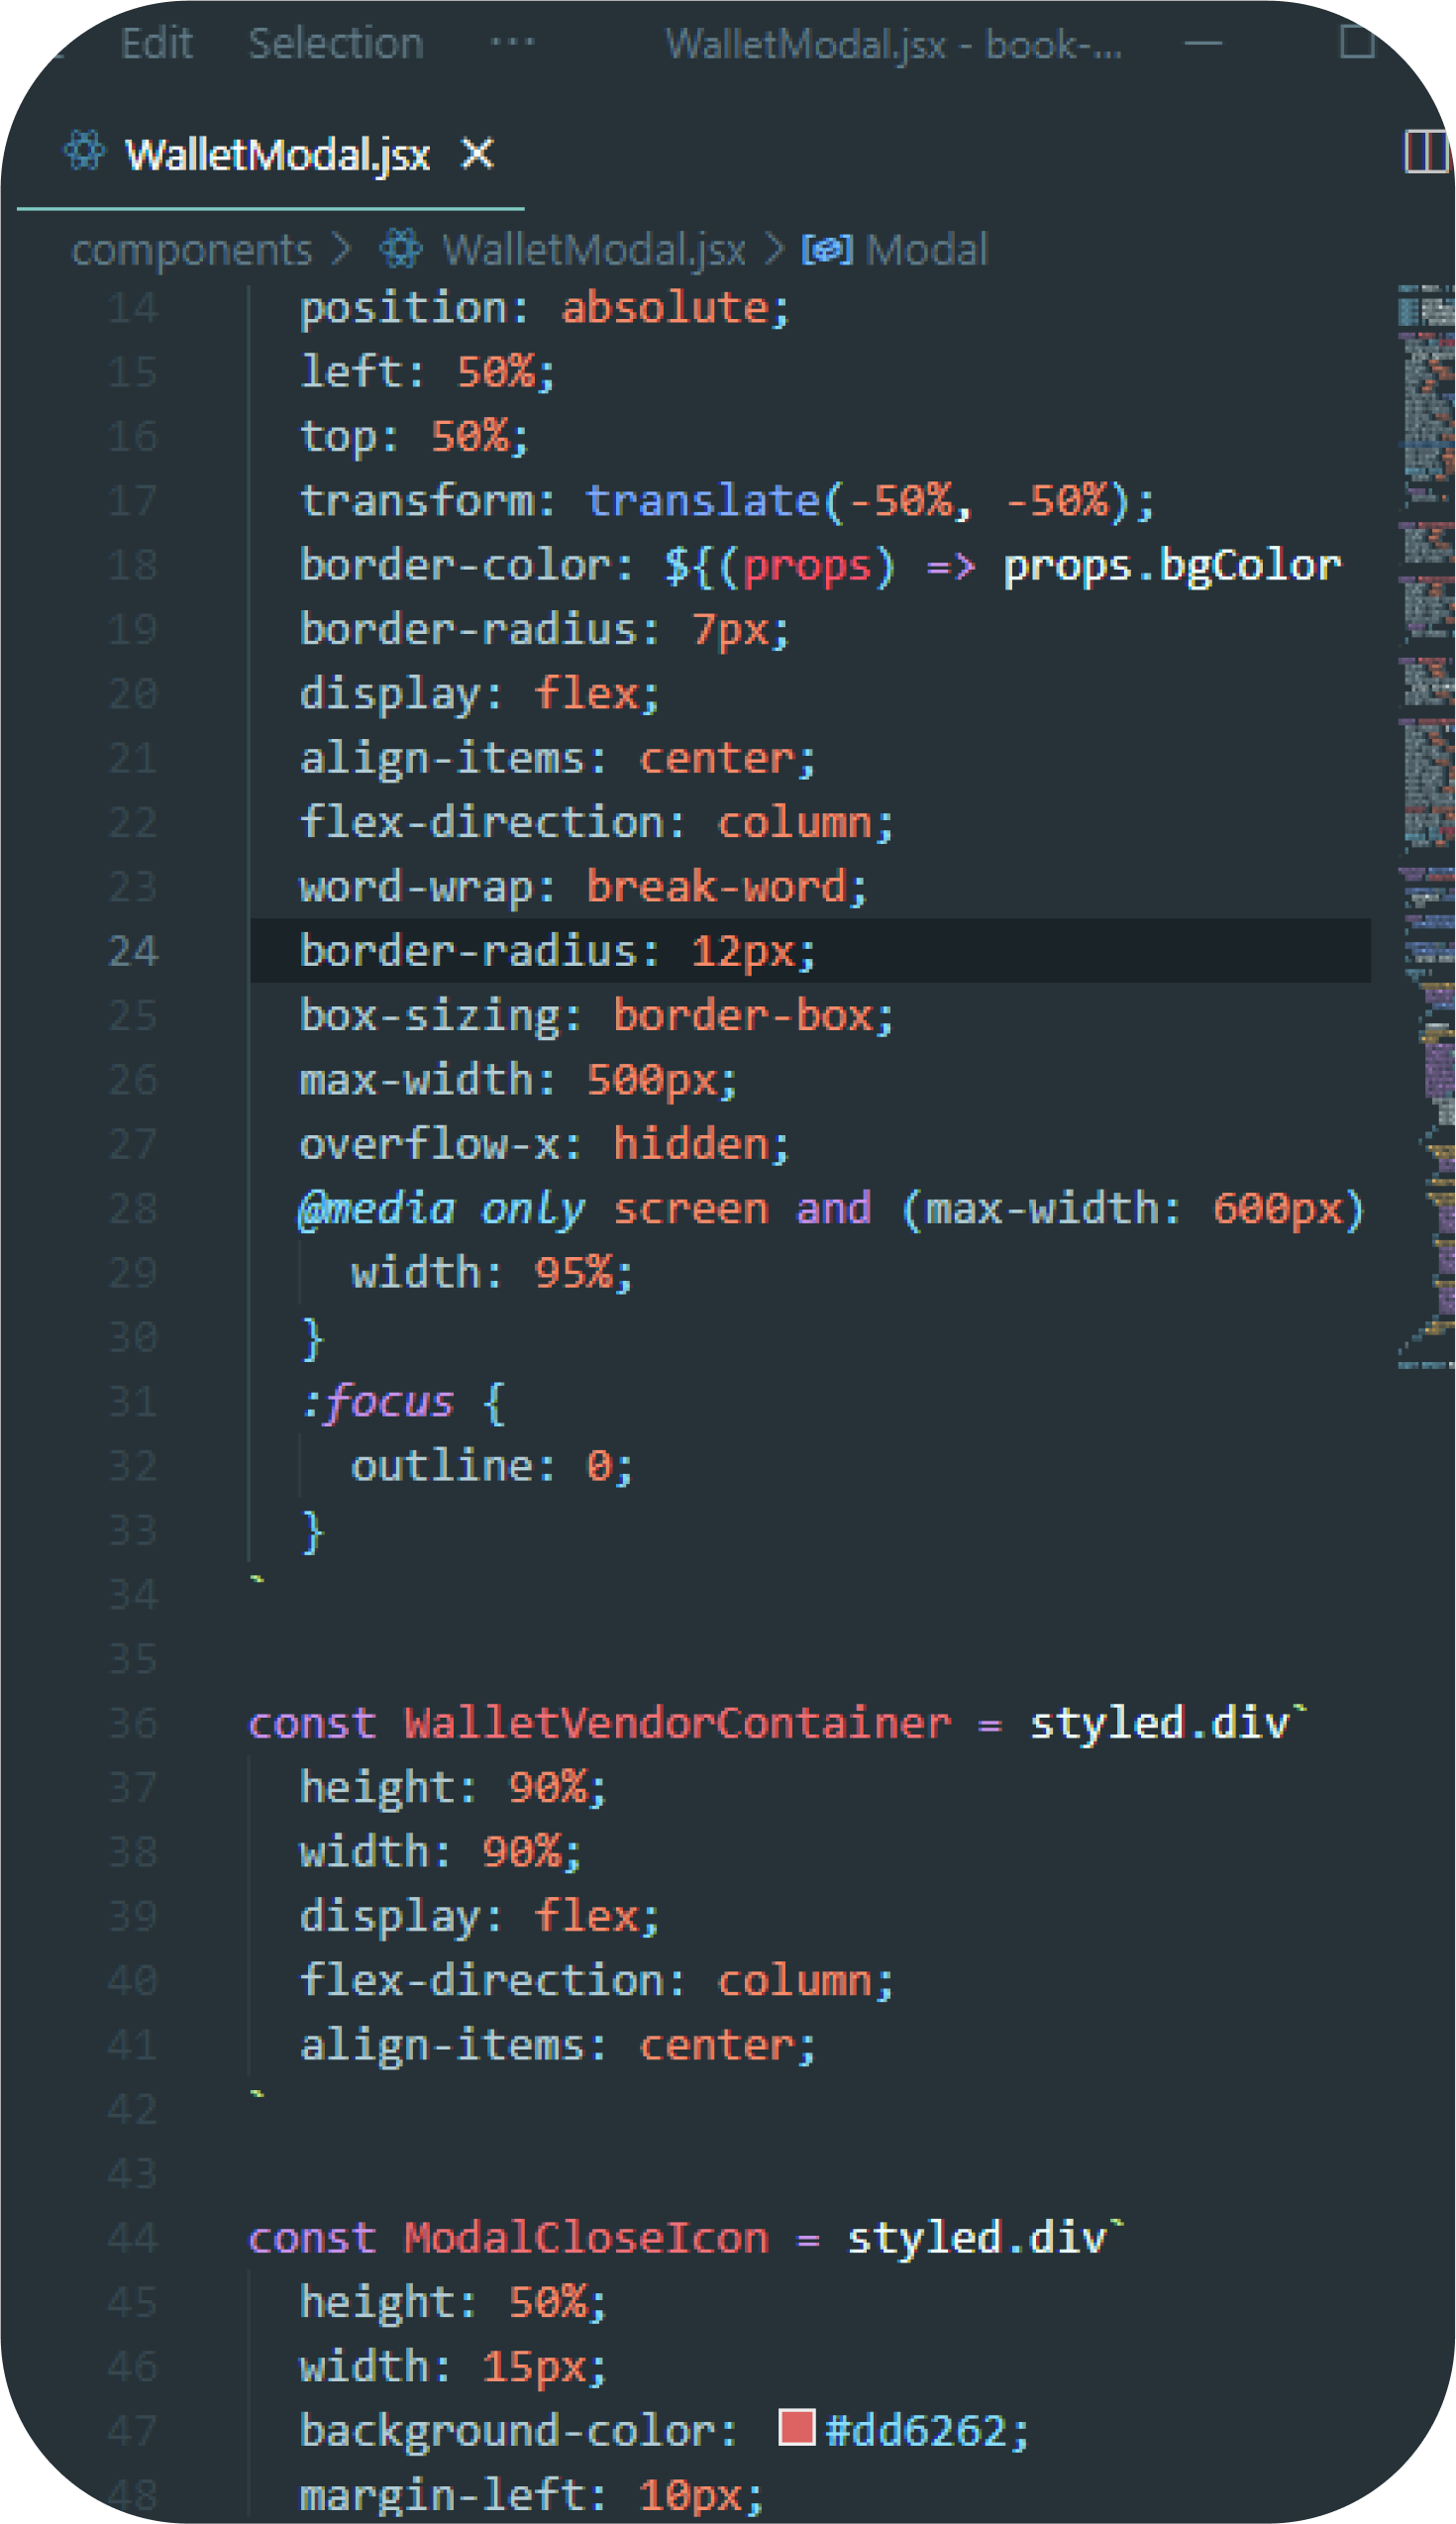 Edit Selection ··· WalletModal.jsx - book-...
WalletModal.jsx
components > WalletModal.jsx > Modal
14 position: absolute;
15 left: 50%;
16 top: 50%;
17 transform: translate(-50%, -50%);
18 border-color: ${(props) => props.bgColor
19 border-radius: 7px;
20 display: flex;
21 align-items: center;
22 flex-direction: column;
23 word-wrap: break-word;
24 border-radius: 12px;
25 box-sizing: border-box;
26 max-width: 500px;
27 overflow-x: hidden;
28 @media only screen and (max-width: 600px)
29 width: 95%;
30 }
31 :focus {
32 outline: 0;
33 }
34 `
35
36 const WalletVendorContainer = styled.div`
37 height: 90%;
38 width: 90%;
39 display: flex;
40 flex-direction: column;
41 align-items: center;
42 `
43
44 const ModalCloseIcon = styled.div`
45 height: 50%;
46 width: 15px;
47 background-color: #dd6262;
48 margin-left: 10px;